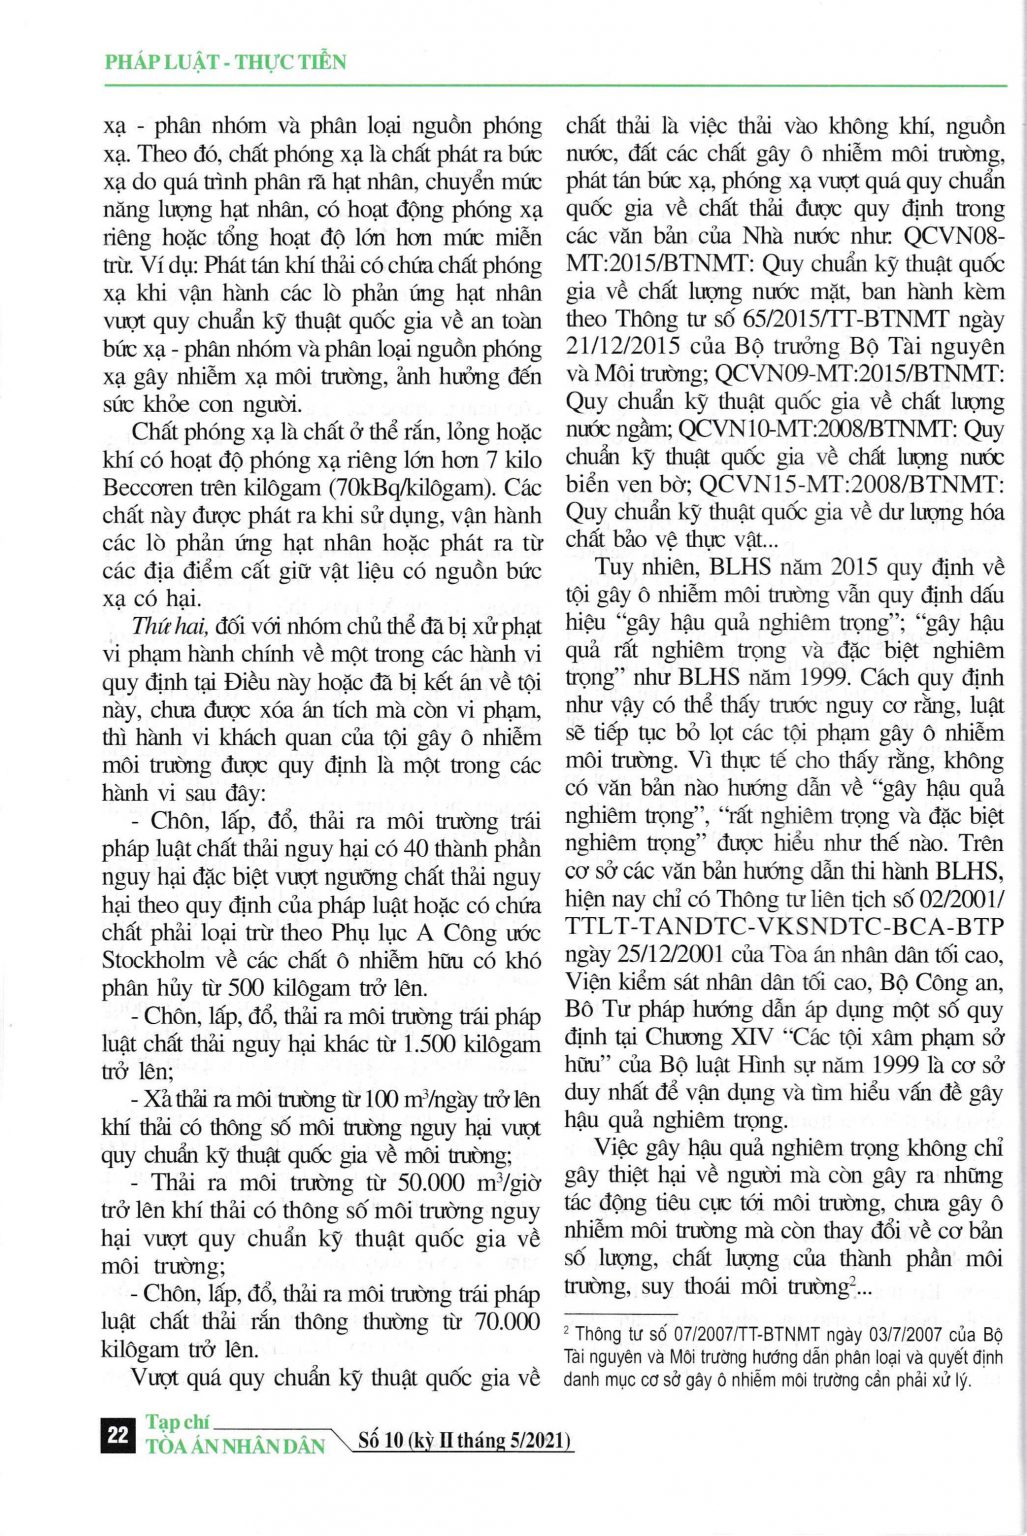 PHÁP LUẬT - THỰC TIỄN
xạ - phân nhóm và phân loại nguồn phóng
xạ. Theo đó, chất phóng xạ là chất phát ra bức
xạ do quá trình phân rã hạt nhân, chuyển mức
năng lượng hạt nhân, có hoạt động phóng xạ
riêng hoặc tổng hoạt độ lớn hơn mức miễn
trừ. Ví dụ: Phát tán khí thải có chứa chất phóng
xạ khi vận hành các lò phản ứng hạt nhân
vượt quy chuẩn kỹ thuật quốc gia về an toàn
bức xạ - phân nhóm và phân loại nguồn phóng
xạ gây nhiễm xạ môi trường, ảnh hưởng đến
sức khỏe con người.
Chất phóng xạ là chất ở thể rắn, lỏng hoặc
khí có hoạt độ phóng xạ riêng lớn hơn 7 kilo
Beccoren trên kilôgam (70kBq/kilôgam). Các
chất này được phát ra khi sử dụng, vận hành
các lò phản ứng hạt nhân hoặc phát ra từ
các địa điểm cất giữ vật liệu có nguồn bức
xạ có hại.
Thứ hai, đối với nhóm chủ thể đã bị xử phạt
vi phạm hành chính về một trong các hành vi
quy định tại Điều này hoặc đã bị kết án về tội
này, chưa được xóa án tích mà còn vi phạm,
thì hành vi khách quan của tội gây ô nhiễm
môi trường được quy định là một trong các
hành vi sau đây:
- Chôn, lấp, đổ, thải ra môi trường trái
pháp luật chất thải nguy hại có 40 thành phần
nguy hại đặc biệt vượt ngưỡng chất thải nguy
hại theo quy định của pháp luật hoặc có chứa
chất phải loại trừ theo Phụ lục A Công ước
Stockholm về các chất ô nhiễm hữu có khó
phân hủy từ 500 kilôgam trở lên.
- Chôn, lấp, đổ, thải ra môi trường trái pháp
luật chất thải nguy hại khác từ 1.500 kilôgam
trở lên;
- Xả thải ra môi trường từ 100 m³/ngày trở lên
khí thải có thông số môi trường nguy hại vượt
quy chuẩn kỹ thuật quốc gia về môi trường;
- Thải ra môi trường từ 50.000 m³/giờ
trở lên khí thải có thông số môi trường nguy
hại vượt quy chuẩn kỹ thuật quốc gia về
môi trường;
- Chôn, lấp, đổ, thải ra môi trường trái pháp
luật chất thải rắn thông thường từ 70.000
kilôgam trở lên.
Vượt quá quy chuẩn kỹ thuật quốc gia về
chất thải là việc thải vào không khí, nguồn
nước, đất các chất gây ô nhiễm môi trường,
phát tán bức xạ, phóng xạ vượt quá quy chuẩn
quốc gia về chất thải được quy định trong
các văn bản của Nhà nước như: QCVN08-
MT:2015/BTNMT: Quy chuẩn kỹ thuật quốc
gia về chất lượng nước mặt, ban hành kèm
theo Thông tư số 65/2015/TT-BTNMT ngày
21/12/2015 của Bộ trưởng Bộ Tài nguyên
và Môi trường; QCVN09-MT:2015/BTNMT:
Quy chuẩn kỹ thuật quốc gia về chất lượng
nước ngầm; QCVN10-MT:2008/BTNMT: Quy
chuẩn kỹ thuật quốc gia về chất lượng nước
biển ven bờ; QCVN15-MT:2008/BTNMT:
Quy chuẩn kỹ thuật quốc gia về dư lượng hóa
chất bảo vệ thực vật...
Tuy nhiên, BLHS năm 2015 quy định về
tội gây ô nhiễm môi trường vẫn quy định dấu
hiệu “gây hậu quả nghiêm trọng”; “gây hậu
quả rất nghiêm trọng và đặc biệt nghiêm
trọng” như BLHS năm 1999. Cách quy định
như vậy có thể thấy trước nguy cơ rằng, luật
sẽ tiếp tục bỏ lọt các tội phạm gây ô nhiễm
môi trường. Vì thực tế cho thấy rằng, không
có văn bản nào hướng dẫn về “gây hậu quả
nghiêm trọng”, “rất nghiêm trọng và đặc biệt
nghiêm trọng” được hiểu như thế nào. Trên
cơ sở các văn bản hướng dẫn thi hành BLHS,
hiện nay chỉ có Thông tư liên tịch số 02/2001/
TTLT-TANDTC-VKSNDTC-BCA-BTP
ngày 25/12/2001 của Tòa án nhân dân tối cao,
Viện kiểm sát nhân dân tối cao, Bộ Công an,
Bô Tư pháp hướng dẫn áp dụng một số quy
định tại Chương XIV “Các tội xâm phạm sở
hữu” của Bộ luật Hình sự năm 1999 là cơ sở
duy nhất để vận dụng và tìm hiểu vấn đề gây
hậu quả nghiêm trọng.
Việc gây hậu quả nghiêm trọng không chỉ
gây thiệt hại về người mà còn gây ra những
tác động tiêu cực tới môi trường, chưa gây ô
nhiễm môi trường mà còn thay đổi về cơ bản
số lượng, chất lượng của thành phần môi
trường, suy thoái môi trường²...
² Thông tư số 07/2007/TT-BTNMT ngày 03/7/2007 của Bộ
Tài nguyên và Môi trường hướng dẫn phân loại và quyết định
danh mục cơ sở gây ô nhiễm môi trường cần phải xử lý.
22
Tạp chí
TÒA ÁN NHÂN DÂN
Số 10 (kỳ II tháng 5/2021)